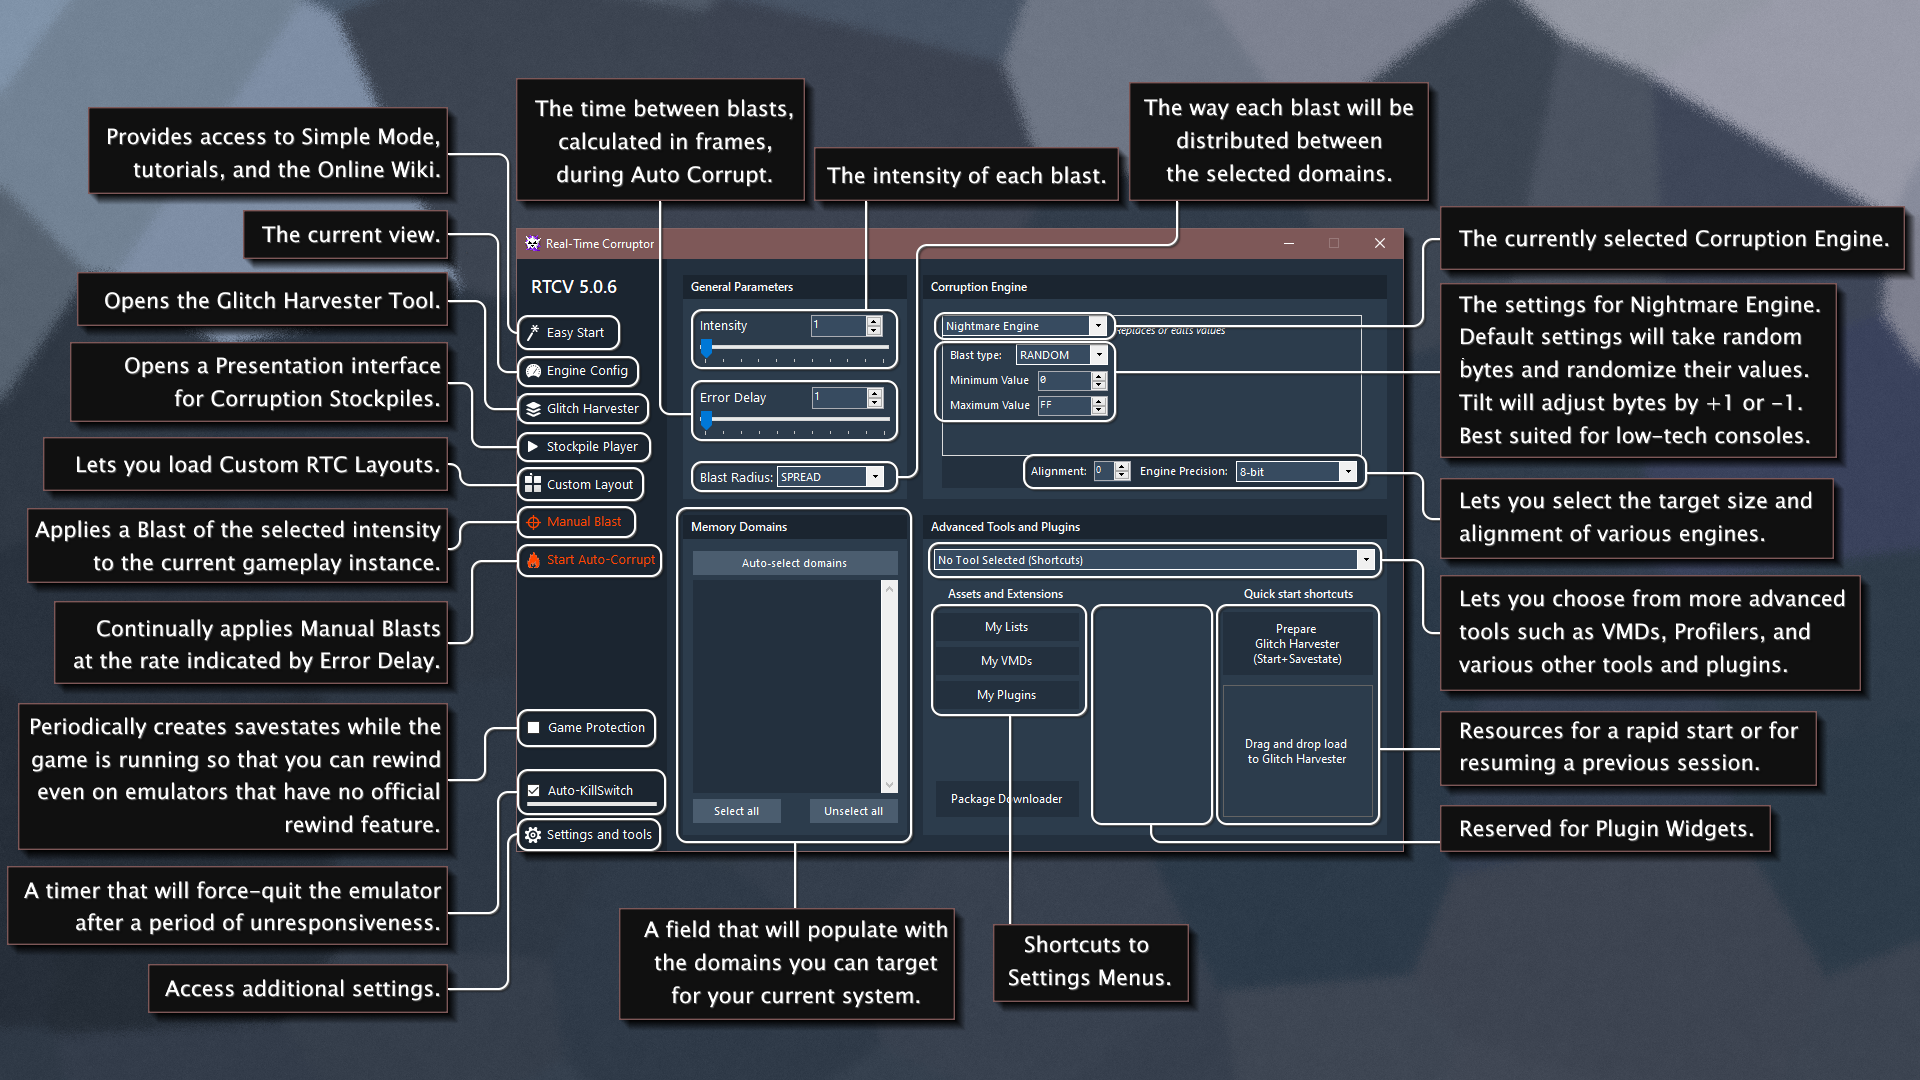 Provides access to Simple Mode,
tutorials, and the Online Wiki.
The current view.
Opens the Glitch Harvester Tool.
Opens a Presentation interface
for Corruption Stockpiles.
Lets you load Custom RTC Layouts.
Applies a Blast of the selected intensity
to the current gameplay instance.
Continually applies Manual Blasts
at the rate indicated by Error Delay.
Periodically creates savestates while the
game is running so that you can rewind
even on emulators that have no official
rewind feature.
A timer that will force-quit the emulator
after a period of unresponsiveness.
Access additional settings.
The time between blasts,
calculated in frames,
during Auto Corrupt.
The intensity of each blast.
The way each blast will be
distributed between
the selected domains.
Real-Time Corruptor
RTCV 5.0.6
Easy Start
Engine Config
Glitch Harvester
Stockpile Player
Custom Layout
Manual Blast
Start Auto-Corrupt
Game Protection
Auto-KillSwitch
Settings and tools
General Parameters
Intensity 1
Error Delay 1
Blast Radius: SPREAD
Memory Domains
Auto-select domains
Select all Unselect all
Corruption Engine
Nightmare Engine
Replaces or edits values
Blast type: RANDOM
Minimum Value 0
Maximum Value FF
Alignment: 0 Engine Precision: 8-bit
Advanced Tools and Plugins
No Tool Selected (Shortcuts)
Assets and Extensions
My Lists
My VMDs
My Plugins
Package Downloader
Quick start shortcuts
Prepare
Glitch Harvester
(Start+Savestate)
Drag and drop load
to Glitch Harvester
The currently selected Corruption Engine.
The settings for Nightmare Engine.
Default settings will take random
bytes and randomize their values.
Tilt will adjust bytes by +1 or -1.
Best suited for low-tech consoles.
Lets you select the target size and
alignment of various engines.
Lets you choose from more advanced
tools such as VMDs, Profilers, and
various other tools and plugins.
Resources for a rapid start or for
resuming a previous session.
Reserved for Plugin Widgets.
A field that will populate with
the domains you can target
for your current system.
Shortcuts to
Settings Menus.